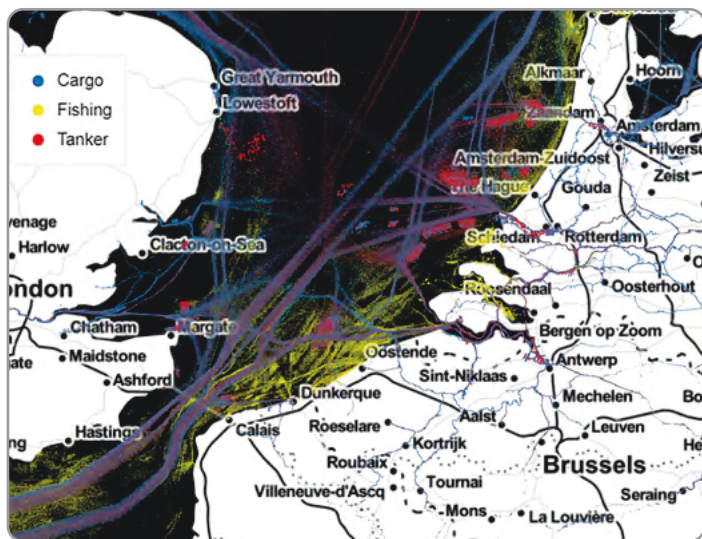 Cargo
Fishing
Tanker
Great Yarmouth
Lowestoft
Alkmaar
Hoorn
Zaandam
Amsterdam
Hilversu
Amsterdam-Zuidoost
Zeist
The Hague
Gouda
venage
Harlow
Clacton-on-Sea
Schiedam
Rotterdam
ondon
Roosendaal
Oosterhout
Chatham
Margate
Bergen op Zoom
Maidstone
Oostende
Antwerp
Ashford
Sint-Niklaas
Dunkerque
Mechelen
Bo
Hastings
Calais
Roeselare
Aalst
Leuven
He
ng
Kortrijk
Roubaix
Brussels
Villeneuve-d'Ascq
Tournai
Seraing
Mons
La Louvière